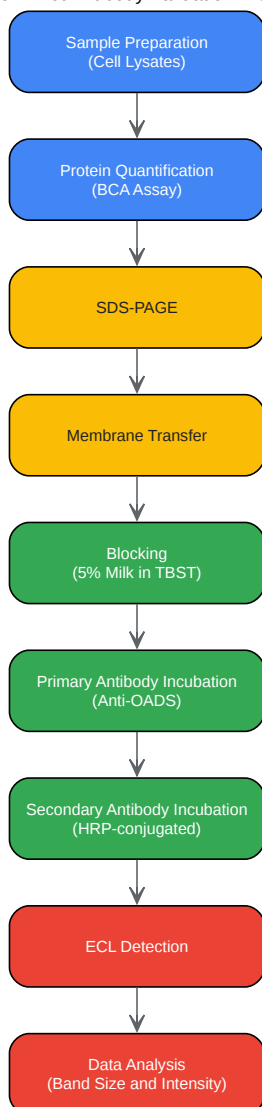 Sample Preparation
(Cell Lysates)
Protein Quantification
(BCA Assay)
SDS-PAGE
Membrane Transfer
Blocking
(5% Milk in TBST)
Primary Antibody Incubation
(Anti-OADS)
Secondary Antibody Incubation
(HRP-conjugated)
ECL Detection
Data Analysis
(Band Size and Intensity)